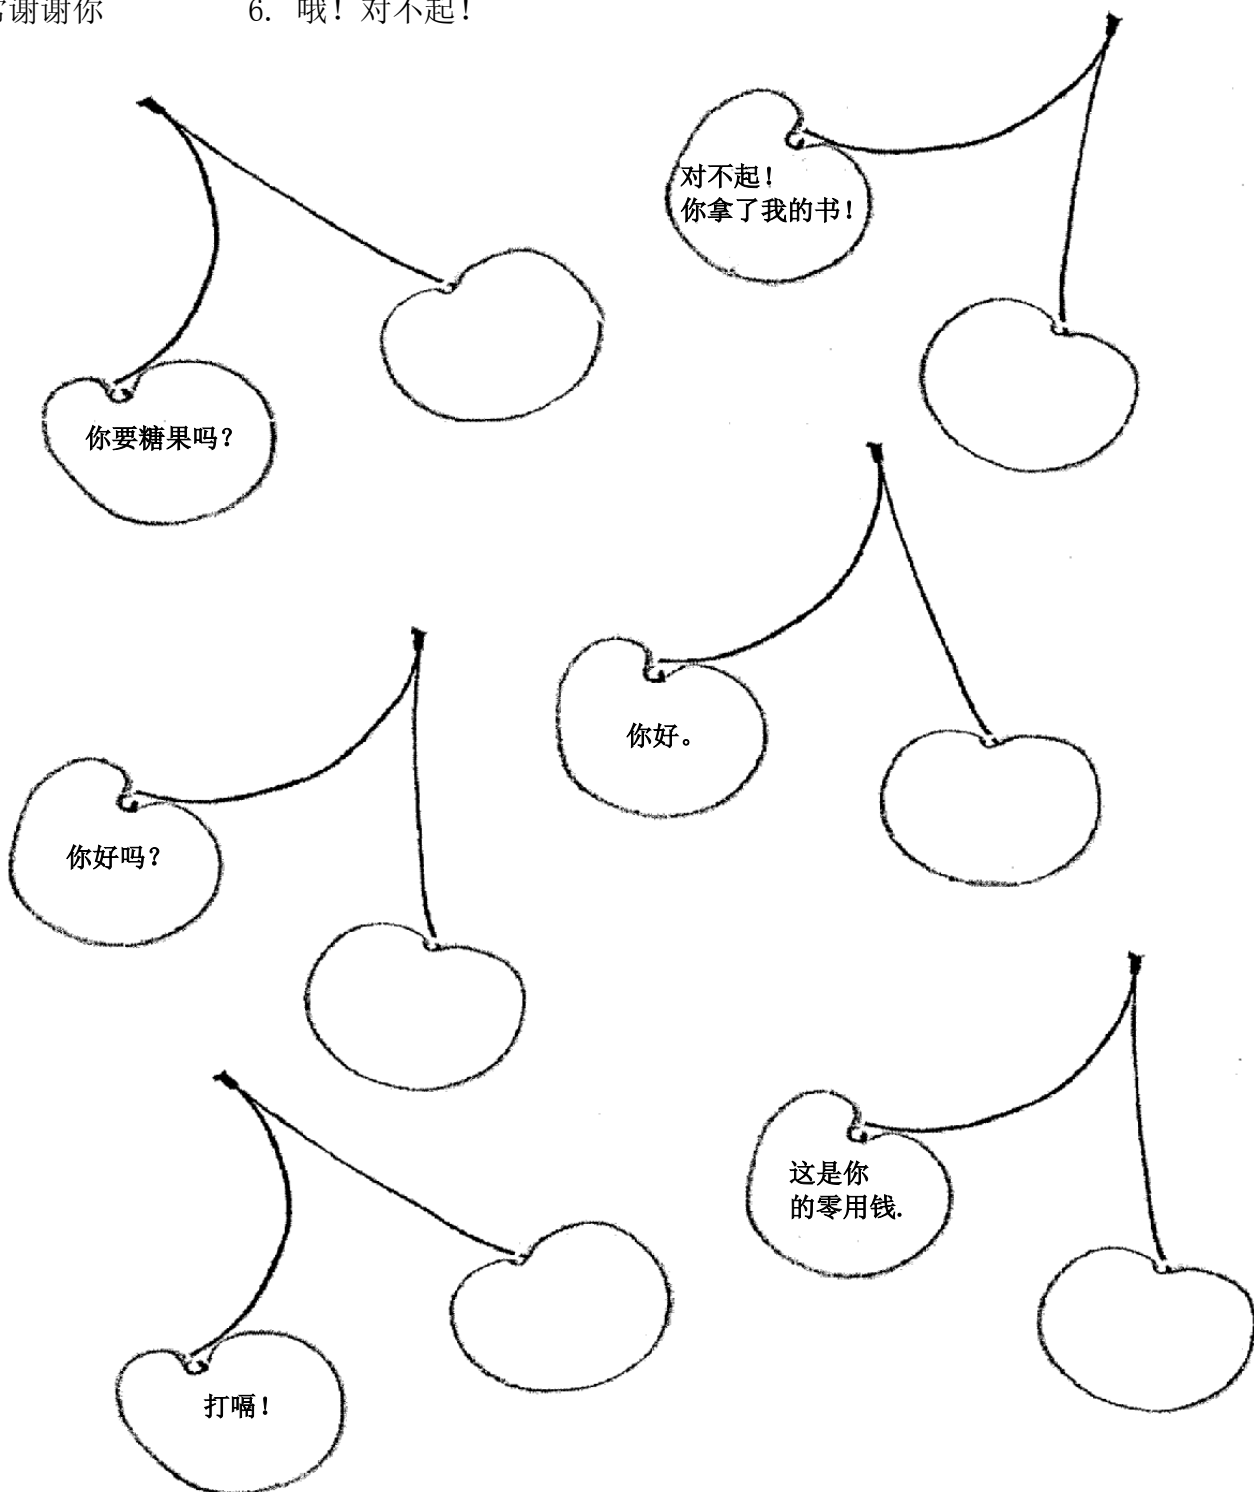 谢谢你
6. 哦！对不起！
对不起！
你拿了我的书！
你要糖果吗？
你好。
你好吗？
这是你
的零用钱.
打嗝！